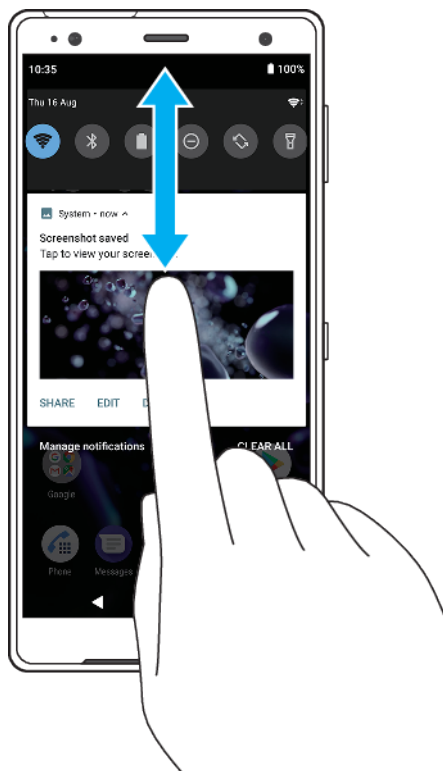 10:35 100%
Thu 16 Aug
System • now
Screenshot saved
Tap to view your
SHARE EDIT
Manage notifications CLEAR ALL
Google
Phone Messages